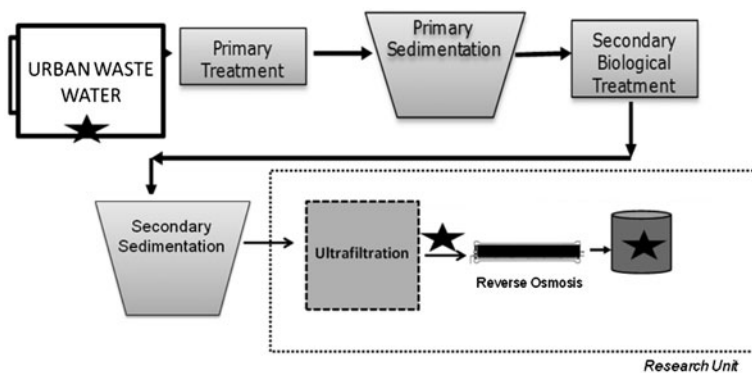 URBAN WASTE
WATER
Primary
Treatment
Primary
Sedimentation
Secondary
Biological
Treatment
Secondary
Sedimentation
Ultrafiltration
Reverse Osmosis
Research Unit